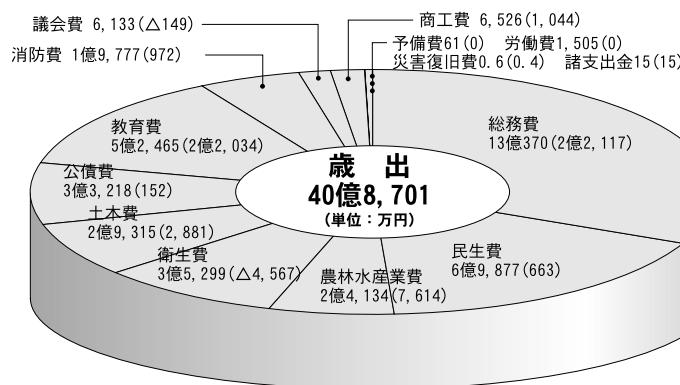 議会費 6,133(△149)
商工費 6,526(1,044)
消防費 1億9,777(972)
予備費61(0) 労働費1,505(0)
災害復旧費0.6(0.4) 諸支出金15(15)
教育費
5億2,465(2億2,034)
総務費
13億370(2億2,117)
公債費
3億3,218(152)
土木費
2億9,315(2,881)
衛生費
3億5,299(△4,567)
農林水産業費
2億4,134(7,614)
民生費
6億9,877(663)
歳 出
40億8,701
(単位:万円)